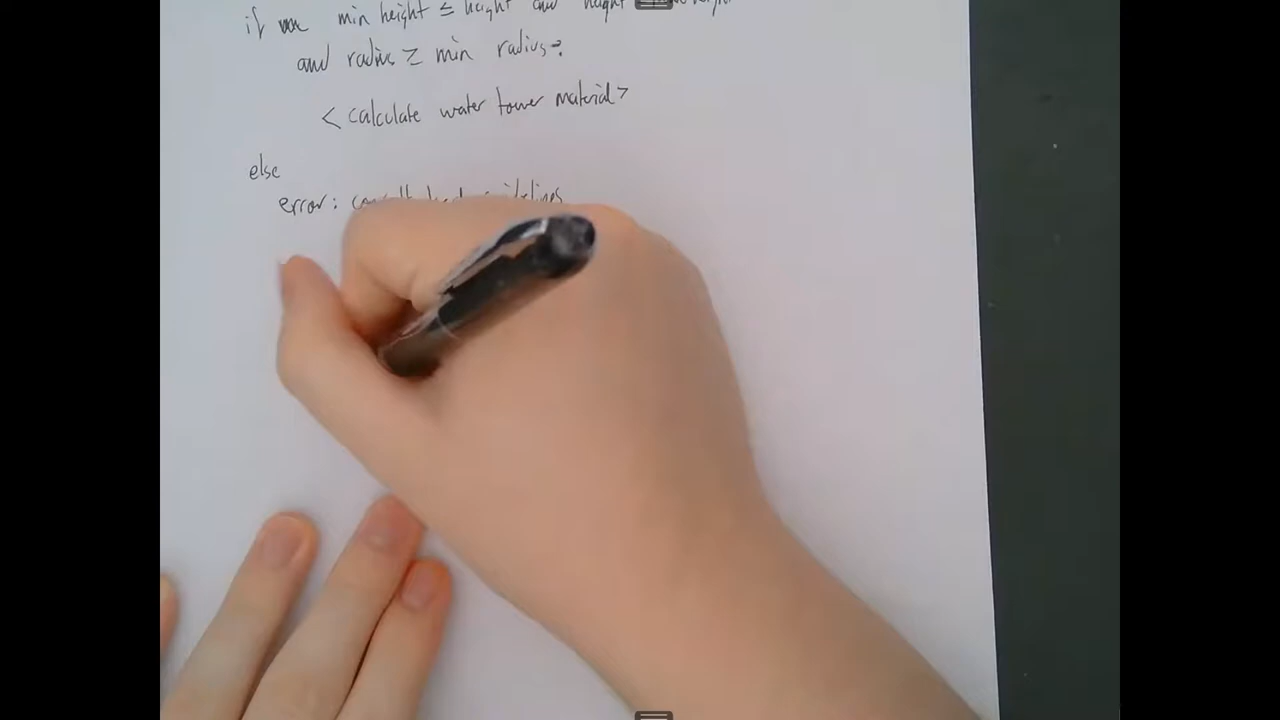 if min height ≤ height and height
and radius ≥ min radius:
< calculate water tower material >
else
error: